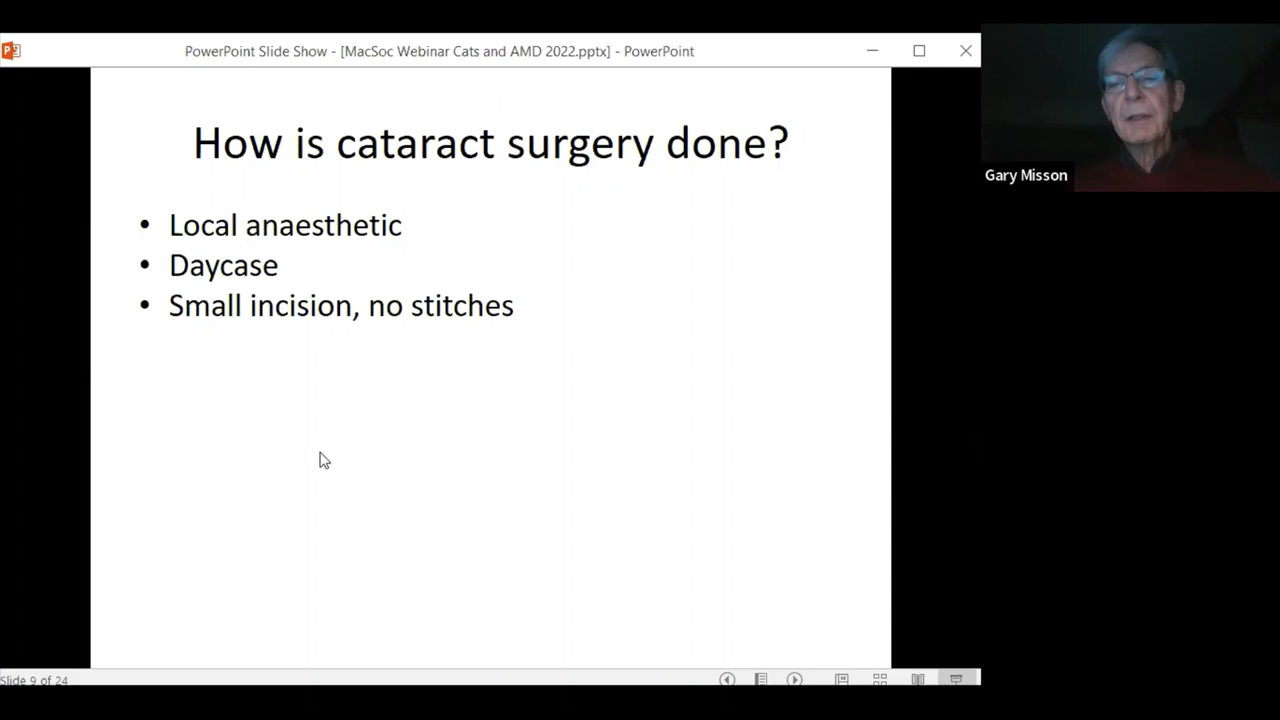 PowerPoint Slide Show - [MacSoc Webinar Cats and AMD 2022.pptx] - PowerPoint
How is cataract surgery done?
• Local anaesthetic
• Daycase
• Small incision, no stitches
Gary Misson
Slide 9 of 24